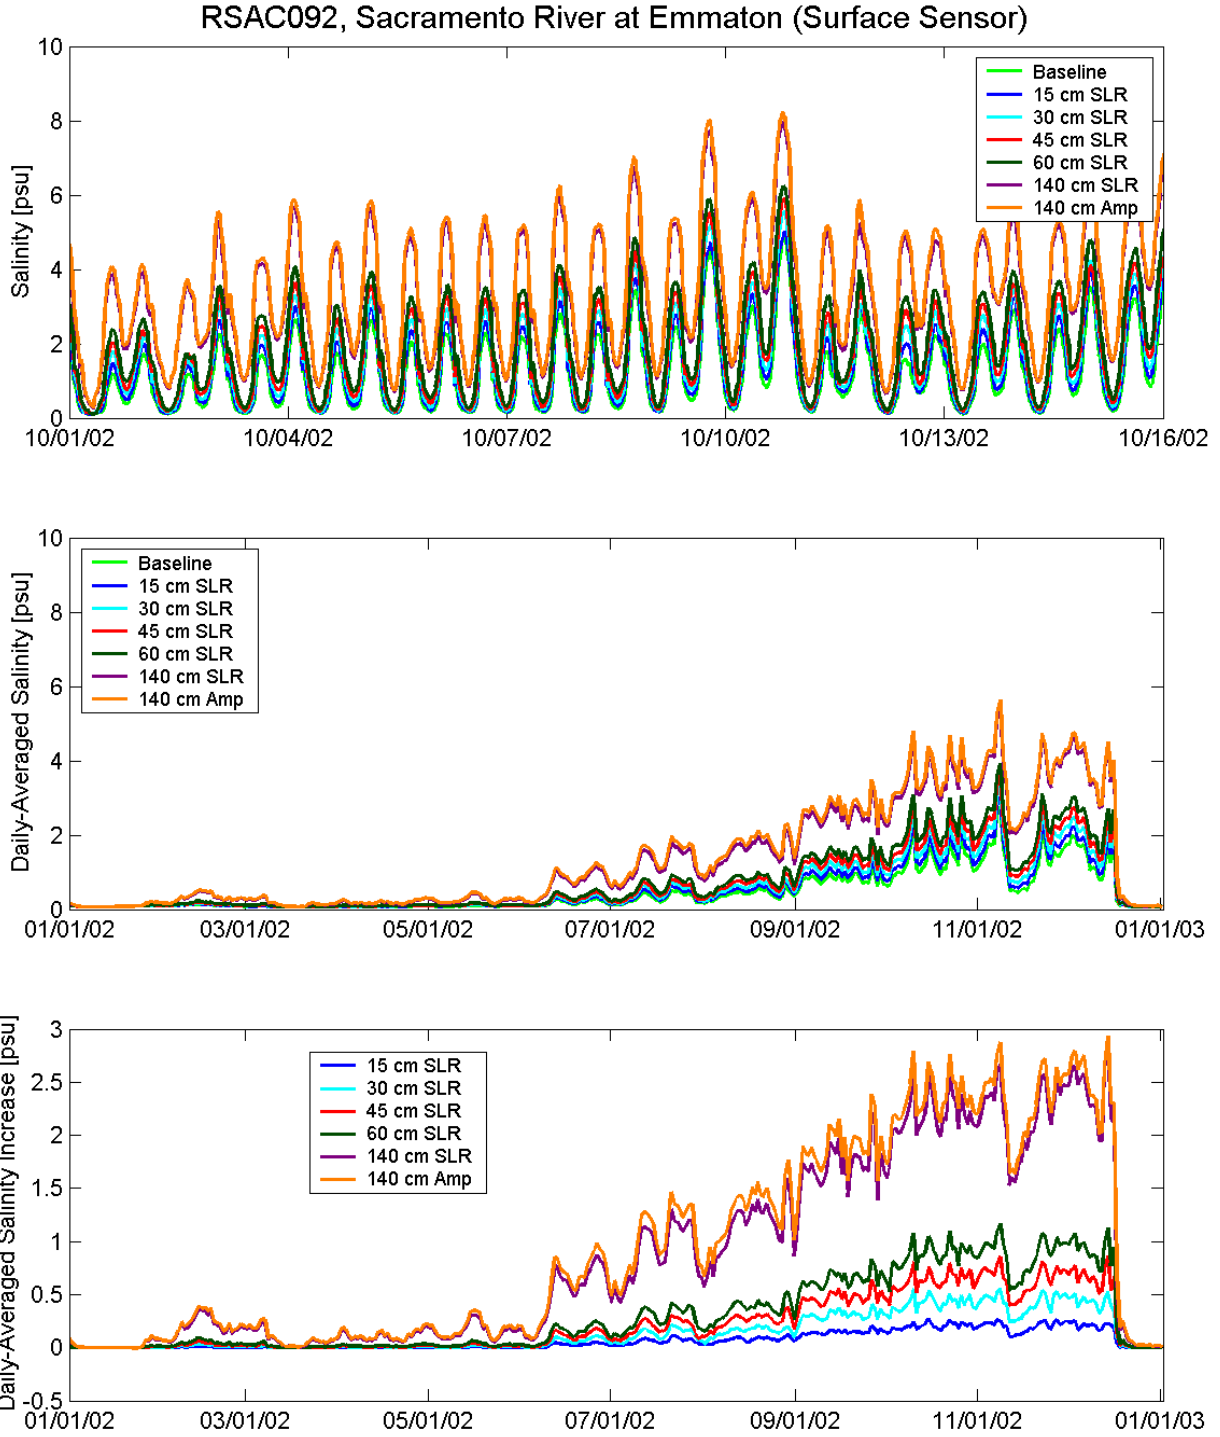 RSAC092, Sacramento River at Emmaton (Surface Sensor)
10
8
6
4
2
0
Salinity [psu]
Baseline
15 cm SLR
30 cm SLR
45 cm SLR
60 cm SLR
140 cm SLR
140 cm Amp
10/01/02 10/04/02 10/07/02 10/10/02 10/13/02 10/16/02
10
8
6
4
2
0
Daily-Averaged Salinity [psu]
Baseline
15 cm SLR
30 cm SLR
45 cm SLR
60 cm SLR
140 cm SLR
140 cm Amp
01/01/02 03/01/02 05/01/02 07/01/02 09/01/02 11/01/02 01/01/03
3
2.5
2
1.5
1
0.5
0
-0.5
Daily-Averaged Salinity Increase [psu]
15 cm SLR
30 cm SLR
45 cm SLR
60 cm SLR
140 cm SLR
140 cm Amp
01/01/02 03/01/02 05/01/02 07/01/02 09/01/02 11/01/02 01/01/03